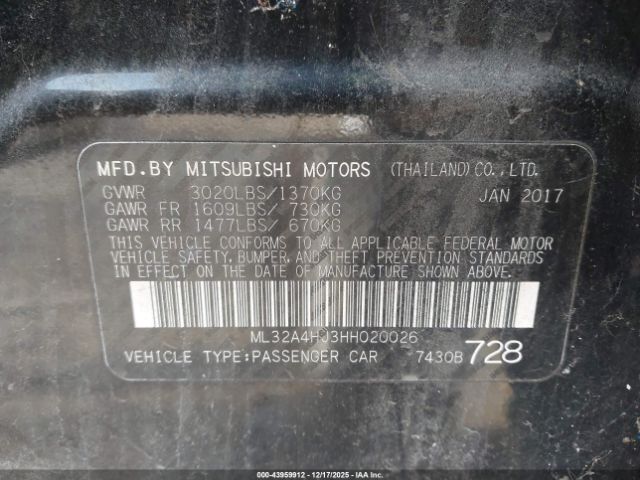 MFD.BY MITSUBISHI MOTORS (THAILAND) CO., LTD.
GVWR 3020LBS/1370KG JAN 2017
GAWR FR 1609LBS/ 730KG
GAWR RR 1477LBS/ 670KG
THIS VEHICLE CONFORMS TO ALL APPLICABLE FEDERAL MOTOR
VEHICLE SAFETY, BUMPER, AND THEFT PREVENTION STANDARDS
IN EFFECT ON THE DATE OF MANUFACTURE SHOWN ABOVE.
ML32A4HJ3HH020026
VEHICLE TYPE:PASSENGER CAR 7430B 728
000-43959912 - 12/17/2025 - IAA Inc.